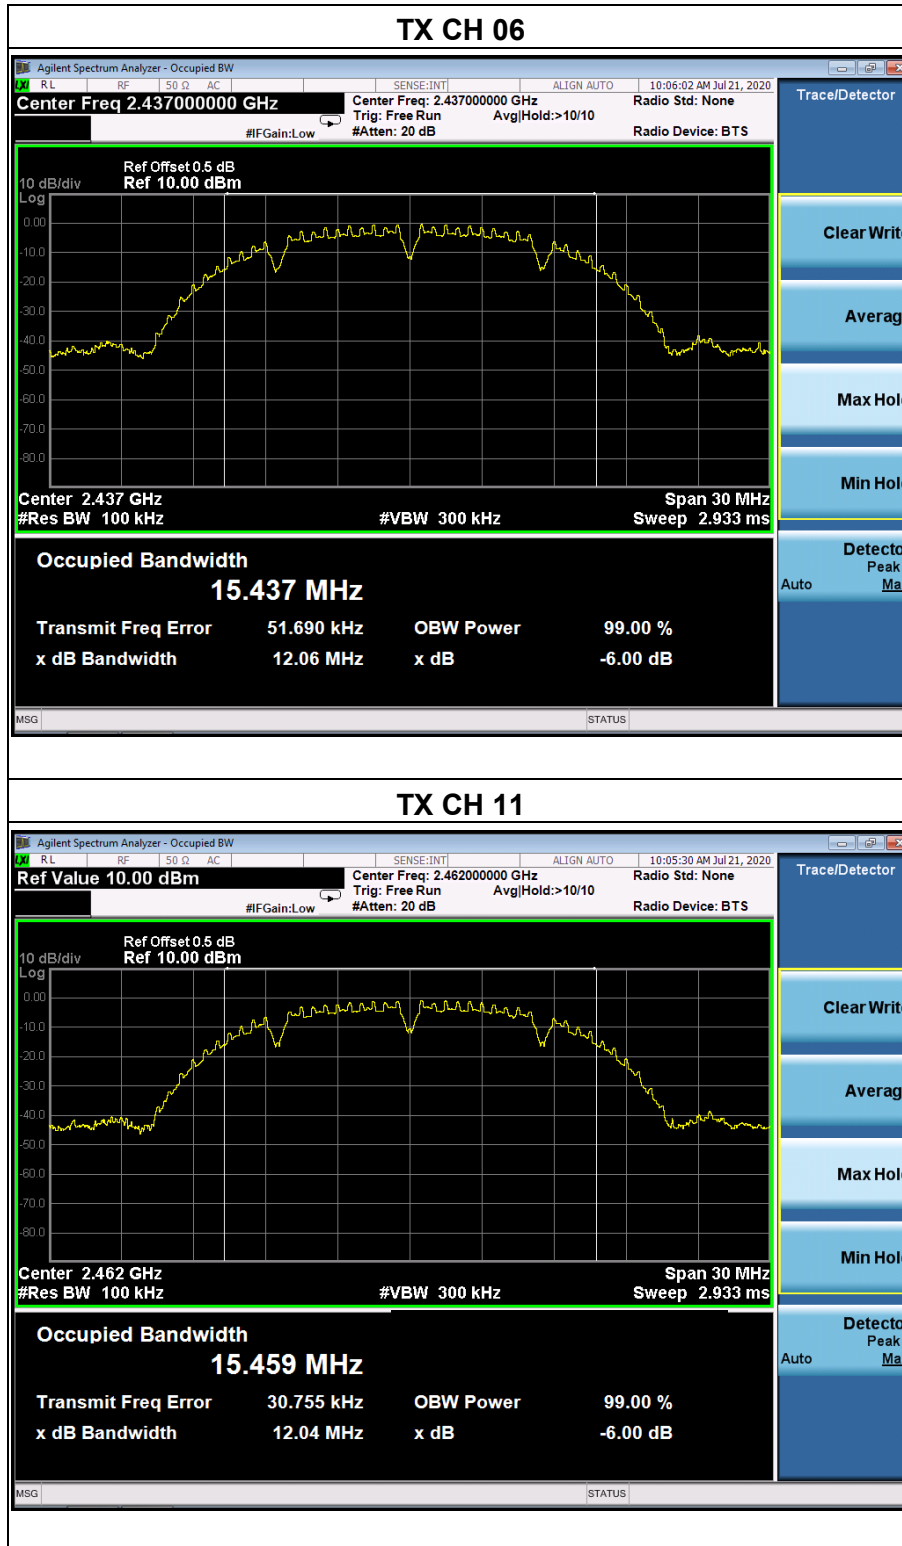 TX CH 06
Agilent Spectrum Analyzer - Occupied BW
LXI RL RF 50 Ω AC SENSE:INT ALIGN AUTO 10:06:02 AM Jul 21, 2020
Center Freq 2.437000000 GHz
Center Freq: 2.437000000 GHz
Radio Std: None
Trig: Free Run Avg|Hold:>10/10
#IFGain:Low #Atten: 20 dB Radio Device: BTS
Trace/Detector
Ref Offset 0.5 dB
10 dB/div Ref 10.00 dBm
Log
0.00
-10.0
-20.0
-30.0
-40.0
-50.0
-60.0
-70.0
-80.0
Clear Writ
Averag
Max Hol
Min Hol
Center 2.437 GHz Span 30 MHz
#Res BW 100 kHz #VBW 300 kHz Sweep 2.933 ms
Detecto
Peak
Auto Ma
Occupied Bandwidth
15.437 MHz
Transmit Freq Error 51.690 kHz OBW Power 99.00 %
x dB Bandwidth 12.06 MHz x dB -6.00 dB
MSG STATUS
TX CH 11
Agilent Spectrum Analyzer - Occupied BW
LXI RL RF 50 Ω AC SENSE:INT ALIGN AUTO 10:05:30 AM Jul 21, 2020
Ref Value 10.00 dBm
Center Freq: 2.462000000 GHz
Radio Std: None
Trig: Free Run Avg|Hold:>10/10
#IFGain:Low #Atten: 20 dB Radio Device: BTS
Trace/Detector
Ref Offset 0.5 dB
10 dB/div Ref 10.00 dBm
Log
0.00
-10.0
-20.0
-30.0
-40.0
-50.0
-60.0
-70.0
-80.0
Clear Writ
Averag
Max Hol
Min Hol
Center 2.462 GHz Span 30 MHz
#Res BW 100 kHz #VBW 300 kHz Sweep 2.933 ms
Detecto
Peak
Auto Ma
Occupied Bandwidth
15.459 MHz
Transmit Freq Error 30.755 kHz OBW Power 99.00 %
x dB Bandwidth 12.04 MHz x dB -6.00 dB
MSG STATUS